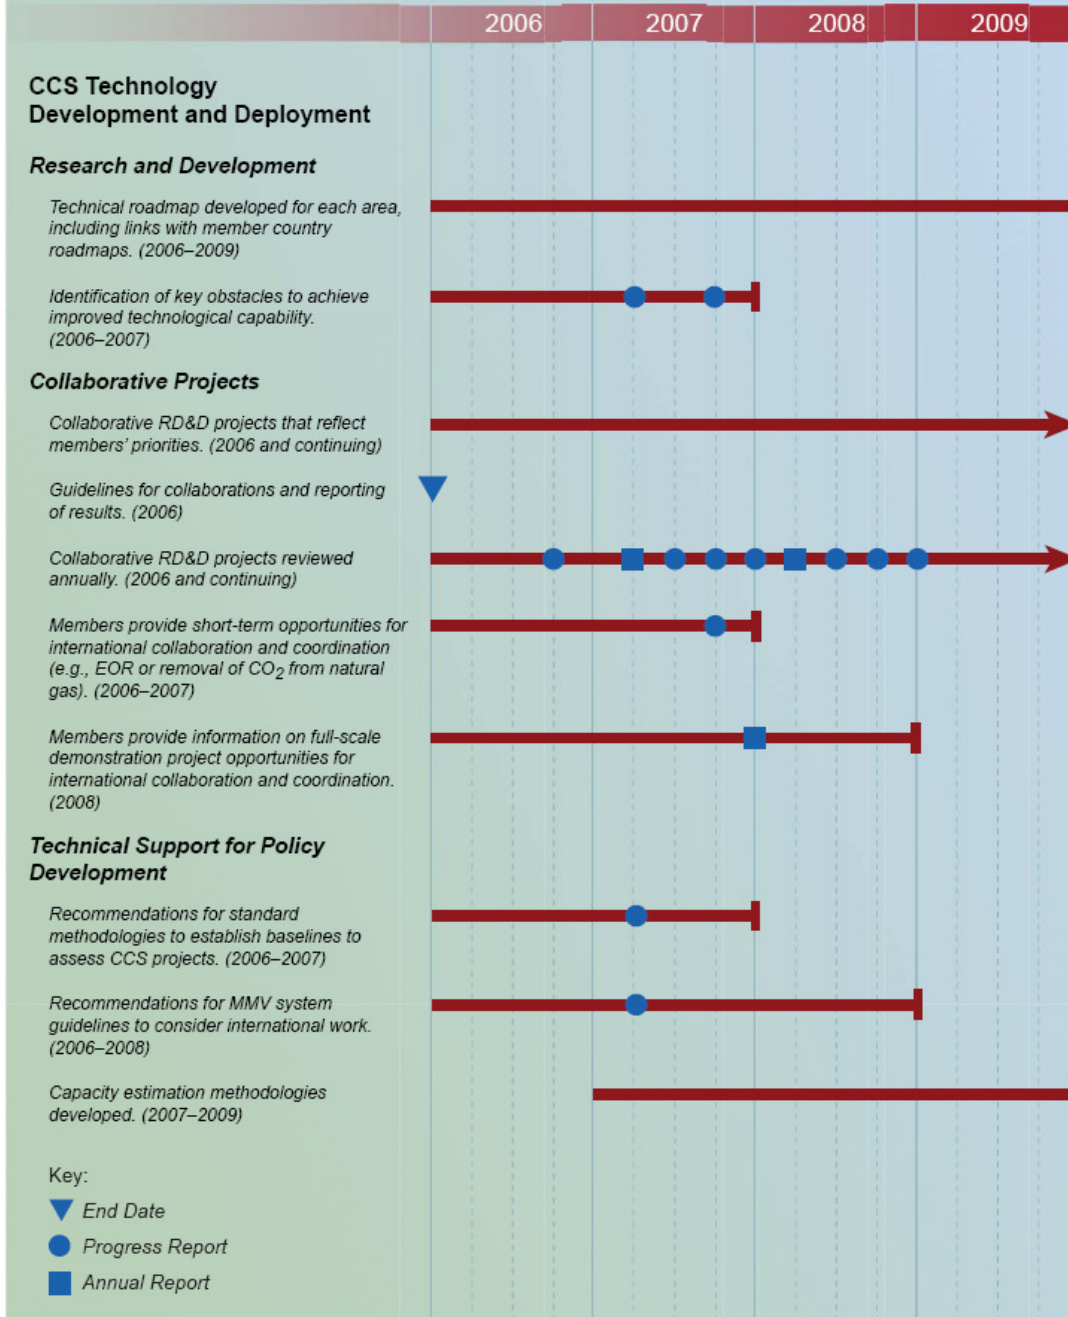 2006 2007 2008 2009
CCS Technology
Development and Deployment
Research and Development
Technical roadmap developed for each area,
including links with member country
roadmaps. (2006–2009)
Identification of key obstacles to achieve
improved technological capability.
(2006–2007)
Collaborative Projects
Collaborative RD&D projects that reflect
members' priorities. (2006 and continuing)
Guidelines for collaborations and reporting
of results. (2006)
Collaborative RD&D projects reviewed
annually. (2006 and continuing)
Members provide short-term opportunities for
international collaboration and coordination
(e.g., EOR or removal of CO2 from natural
gas). (2006–2007)
Members provide information on full-scale
demonstration project opportunities for
international collaboration and coordination.
(2008)
Technical Support for Policy
Development
Recommendations for standard
methodologies to establish baselines to
assess CCS projects. (2006–2007)
Recommendations for MMV system
guidelines to consider international work.
(2006–2008)
Capacity estimation methodologies
developed. (2007–2009)
Key:
End Date
Progress Report
Annual Report